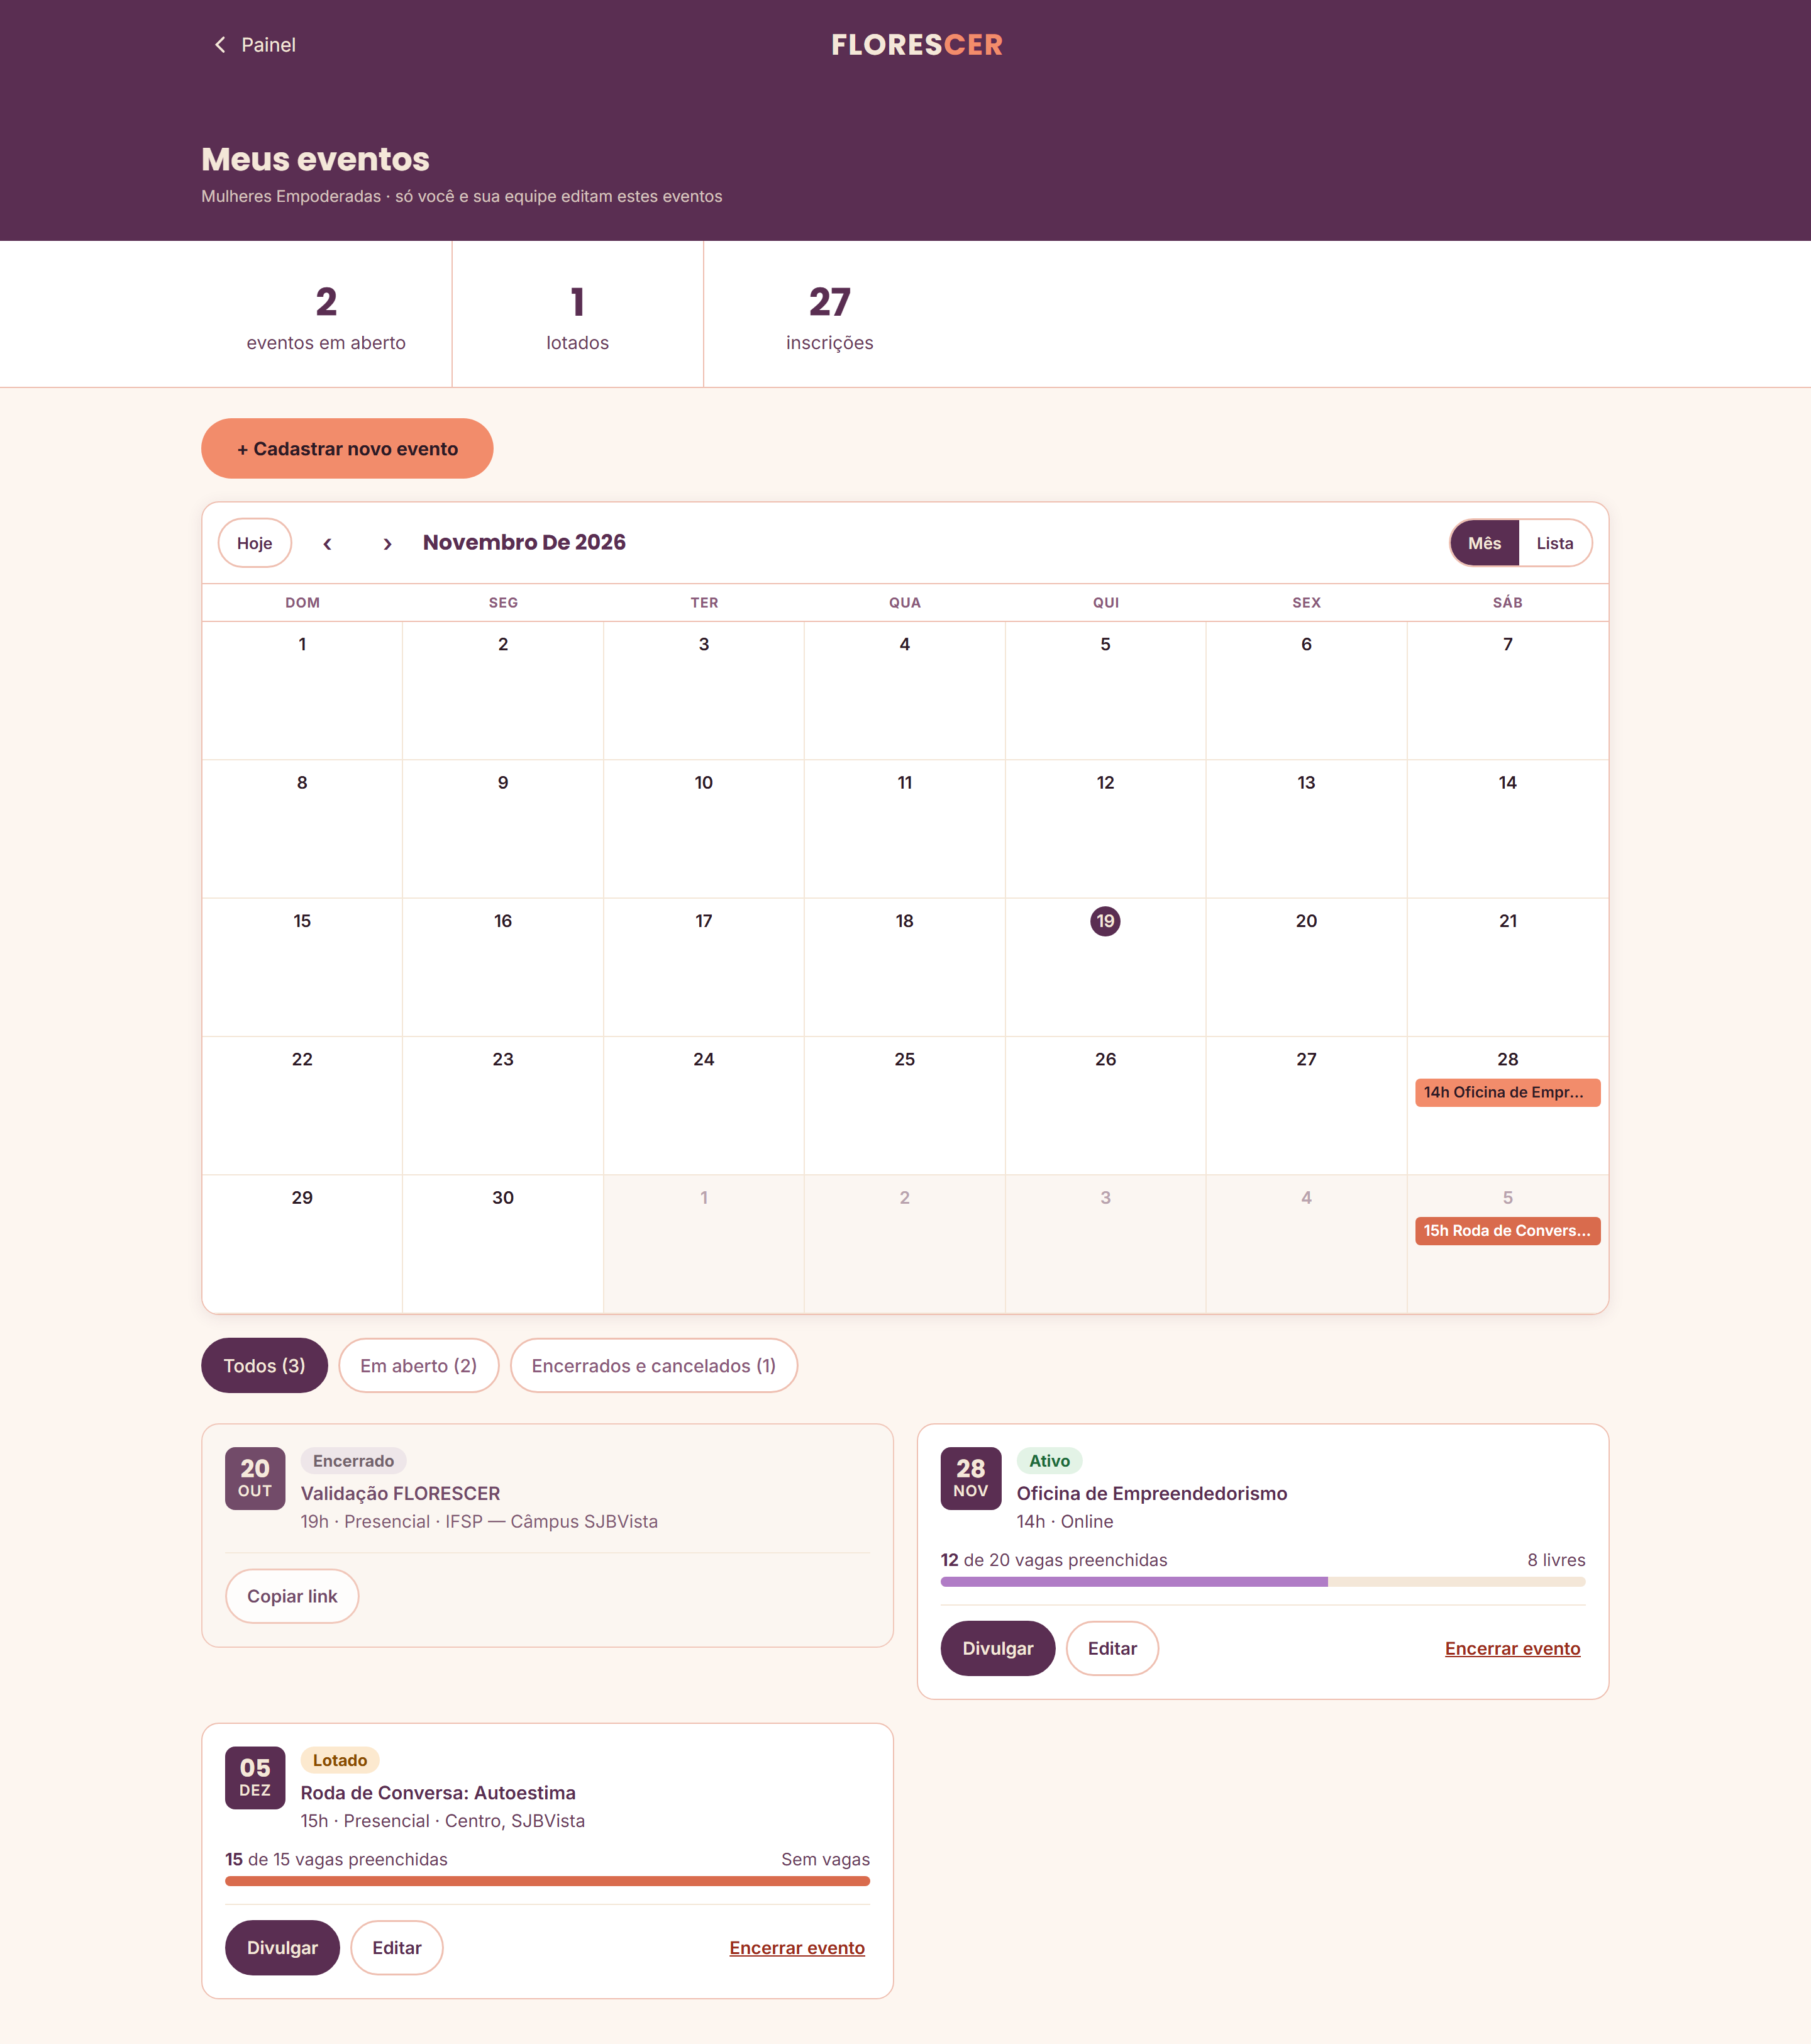 Painel
FLORESCER
Meus eventos
Mulheres Empoderadas · só você e sua equipe editam estes eventos
2
eventos em aberto
1
lotados
27
inscrições
+ Cadastrar novo evento
Hoje ‹ › Novembro De 2026 Mês Lista
DOM SEG TER QUA QUI SEX SÁB
1 2 3 4 5 6 7
8 9 10 11 12 13 14
15 16 17 18 19 20 21
22 23 24 25 26 27 28
14h Oficina de Empr...
29 30 1 2 3 4 5
15h Roda de Convers...
Todos (3) Em aberto (2) Encerrados e cancelados (1)
20 OUT
Encerrado
Validação FLORESCER
19h · Presencial · IFSP — Câmpus SJBVista
Copiar link
28 NOV
Ativo
Oficina de Empreendedorismo
14h · Online
12 de 20 vagas preenchidas 8 livres
Divulgar Editar Encerrar evento
05 DEZ
Lotado
Roda de Conversa: Autoestima
15h · Presencial · Centro, SJBVista
15 de 15 vagas preenchidas Sem vagas
Divulgar Editar Encerrar evento